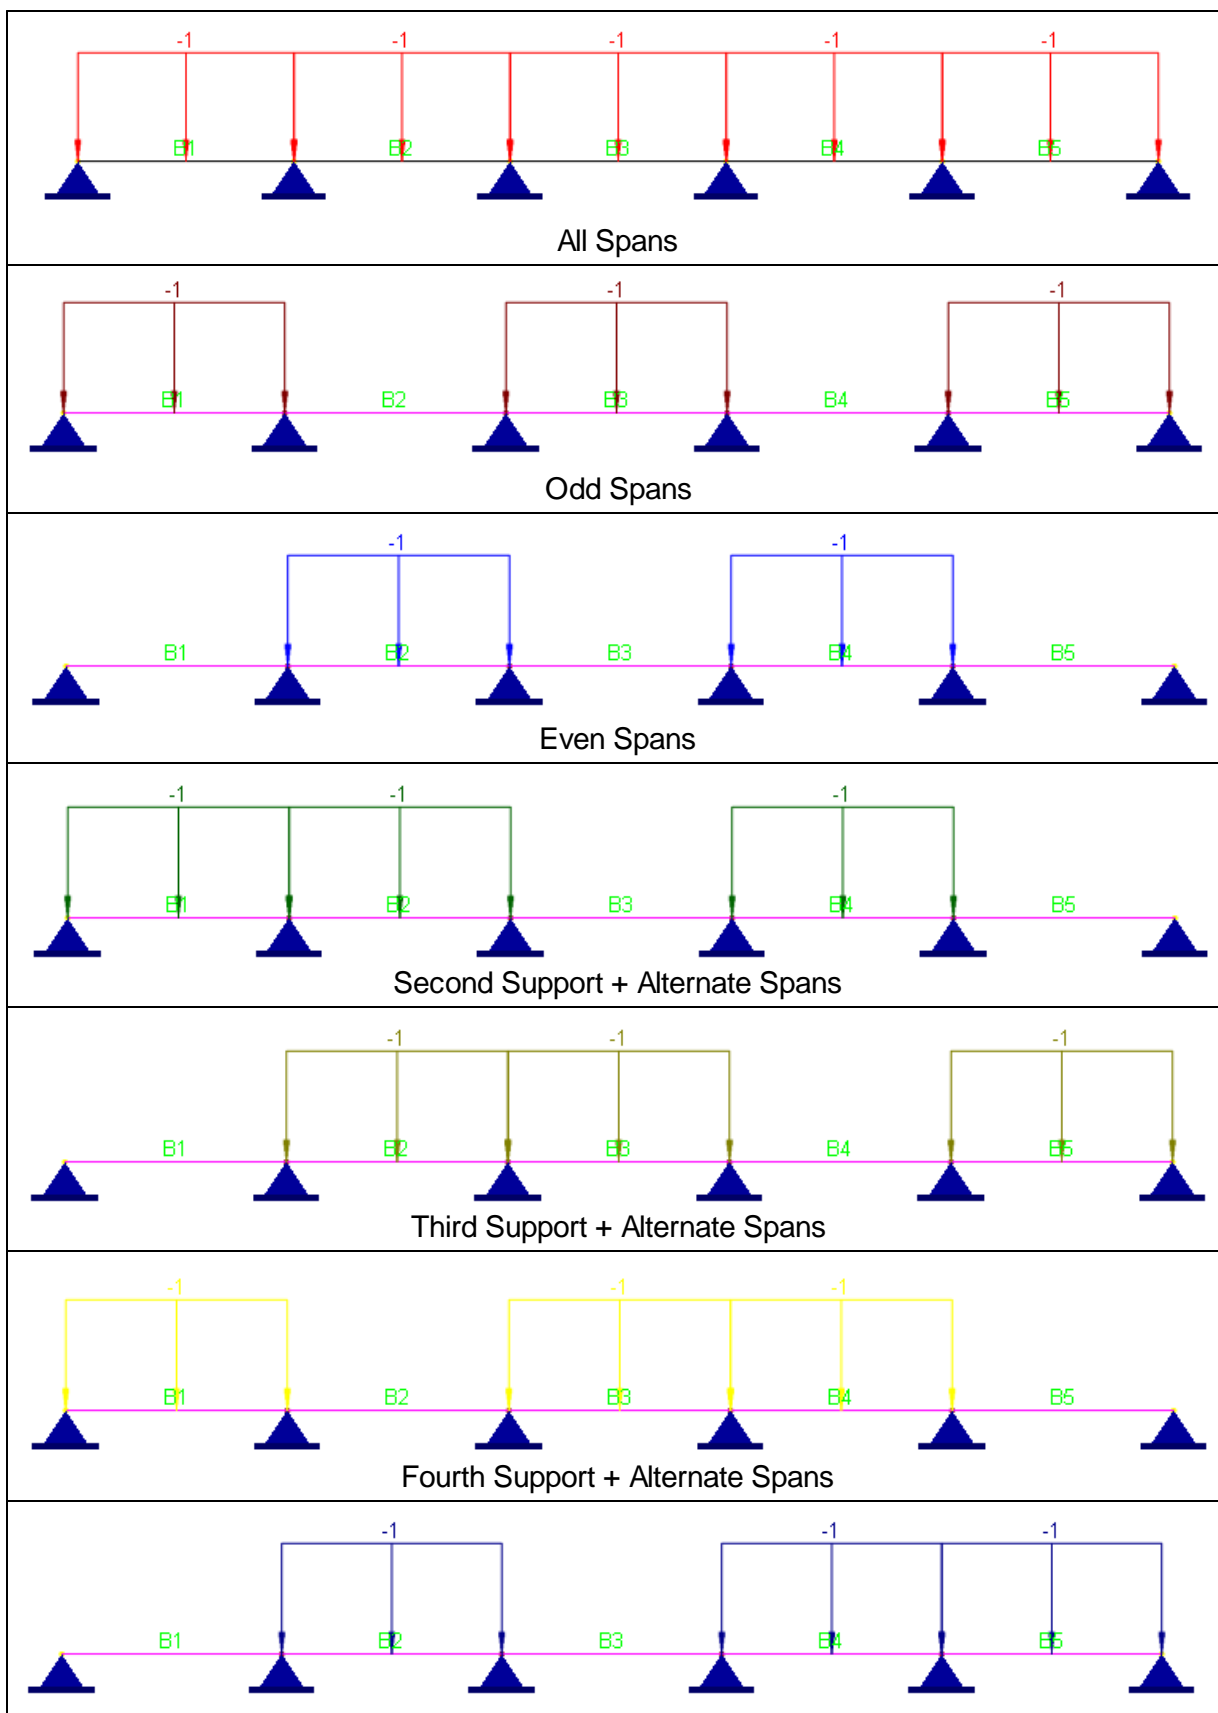 -1 -1 -1 -1 -1
B1 B2 B3 B4 B5
All Spans
-1 -1 -1
B1 B2 B3 B4 B5
Odd Spans
-1 -1
B1 B2 B3 B4 B5
Even Spans
-1 -1 -1
B1 B2 B3 B4 B5
Second Support + Alternate Spans
-1 -1 -1
B1 B2 B3 B4 B5
Third Support + Alternate Spans
-1 -1 -1
B1 B2 B3 B4 B5
Fourth Support + Alternate Spans
-1 -1 -1
B1 B2 B3 B4 B5